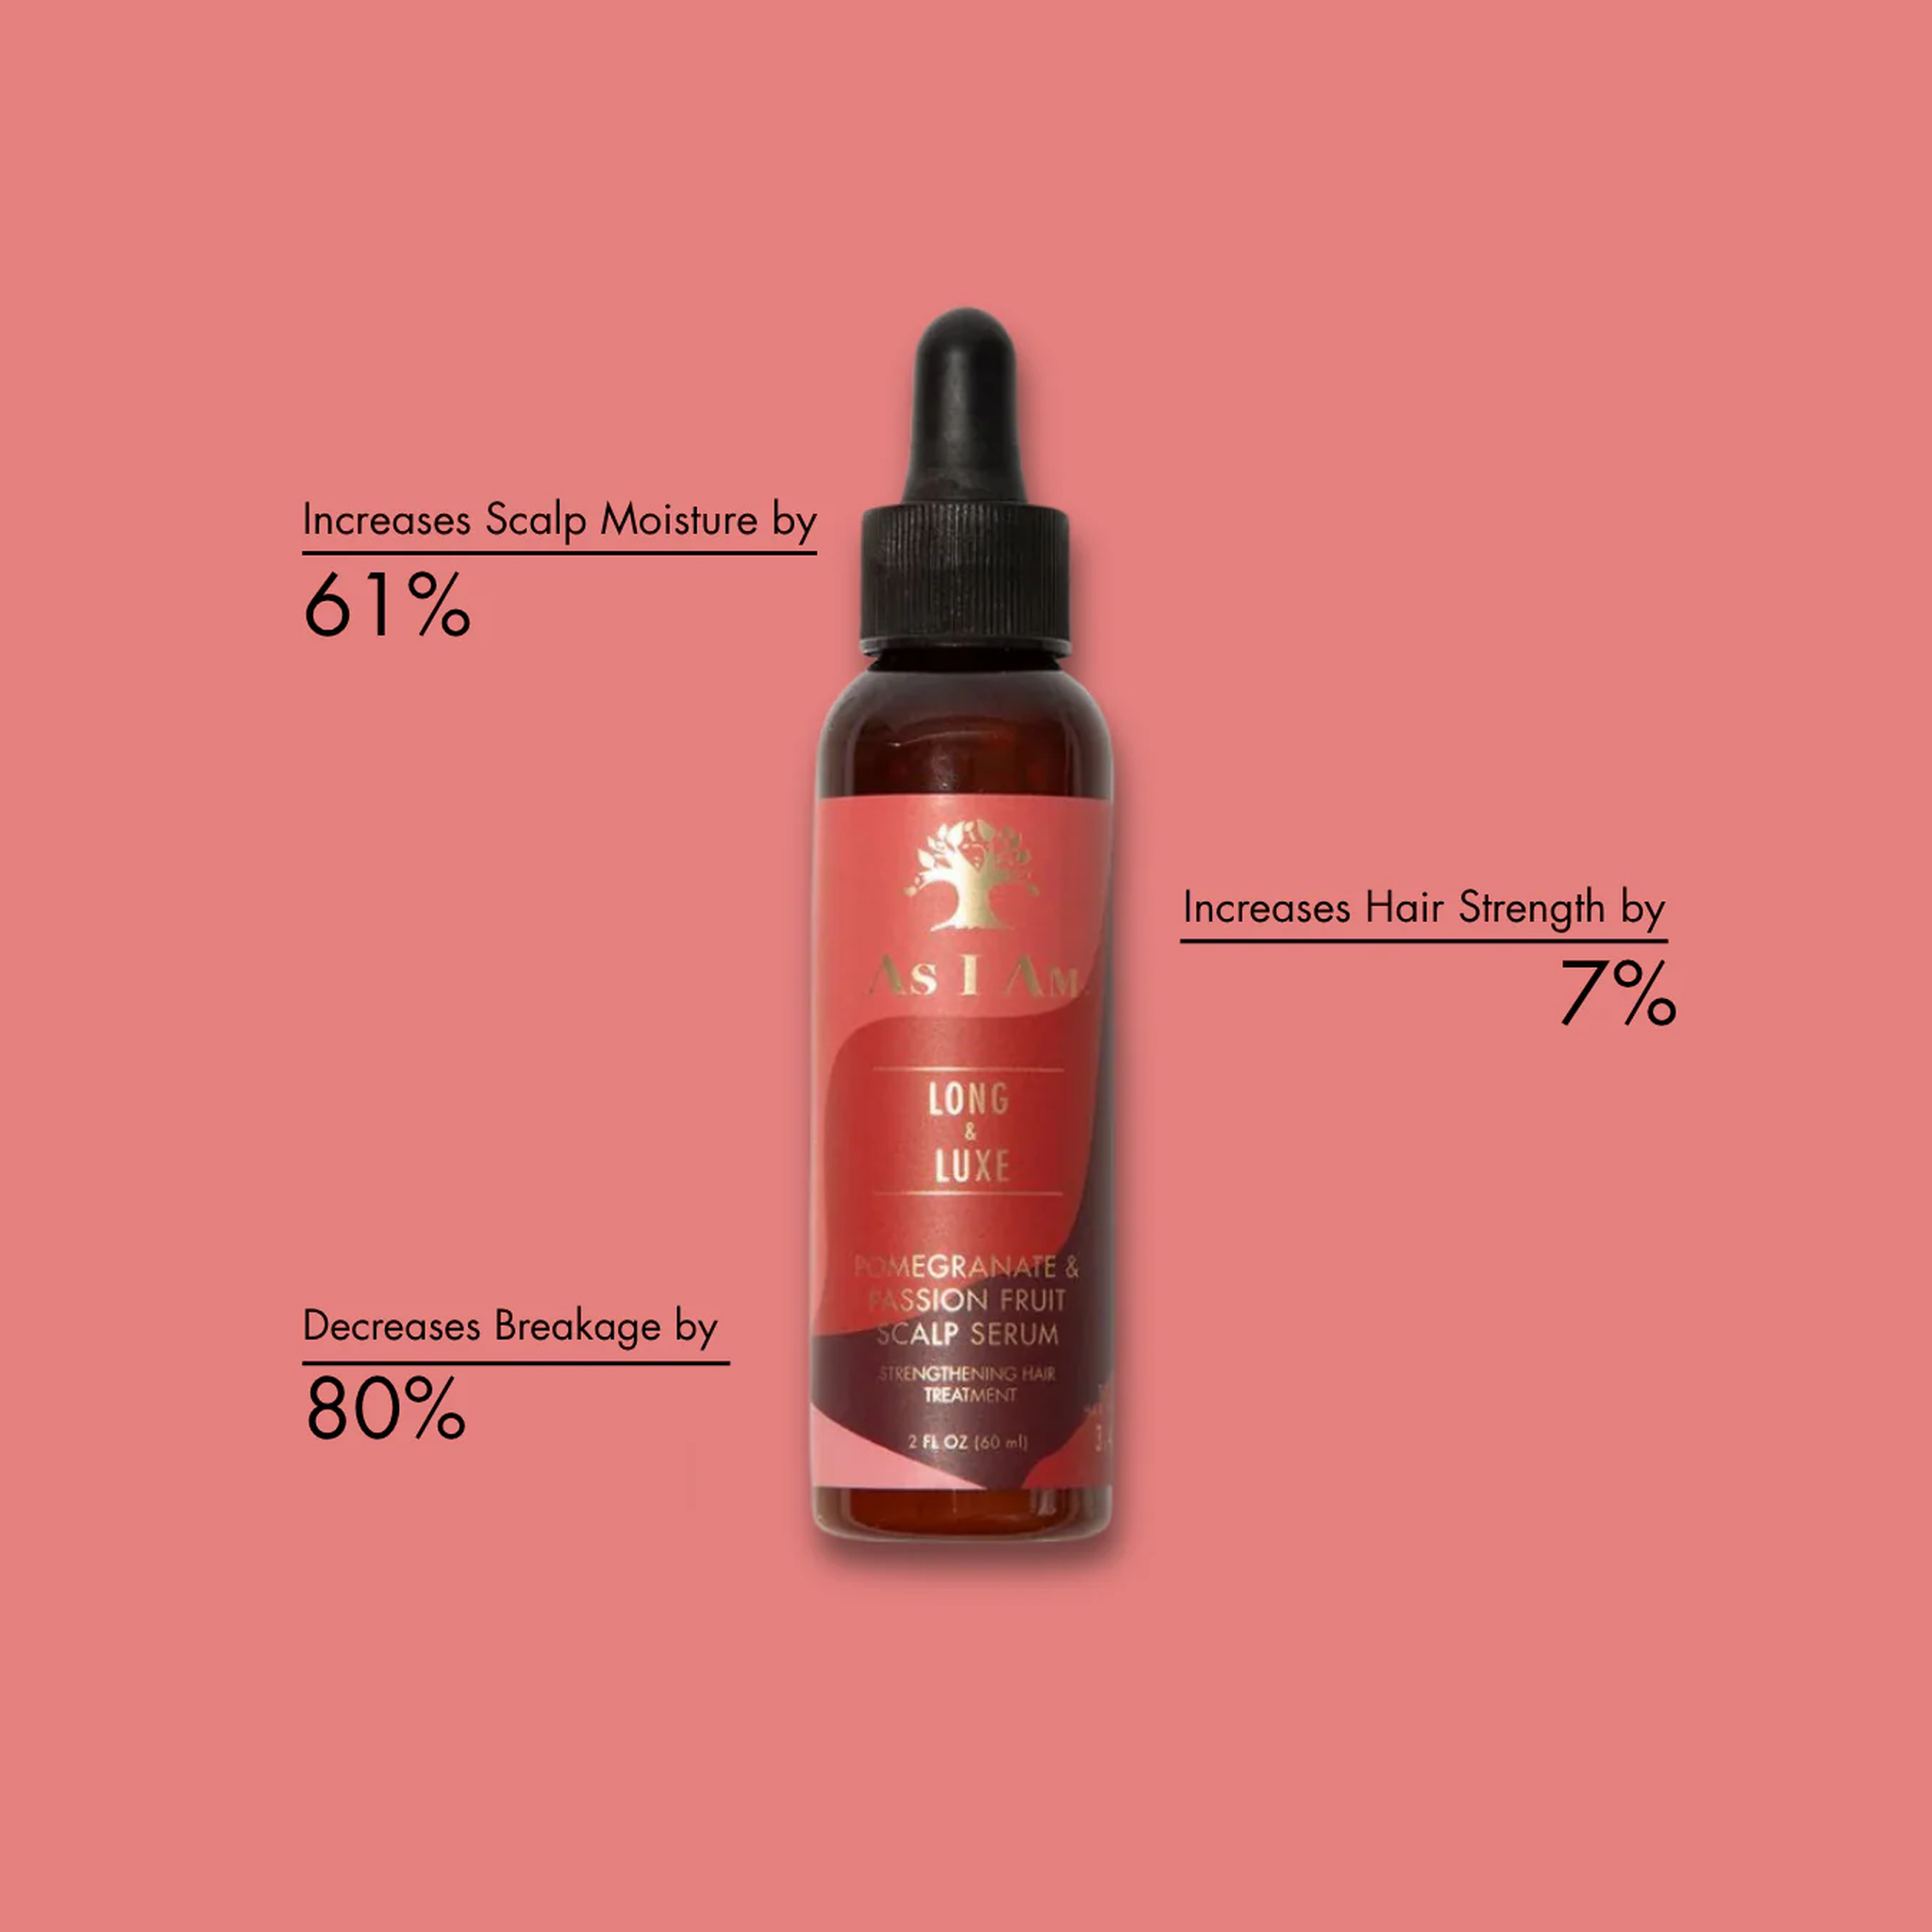 Increases Scalp Moisture by
61%
Increases Hair Strength by
7%
Decreases Breakage by
80%
As I Am
LONG
&
LUXE
POMEGRANATE &
PASSION FRUIT
SCALP SERUM
STRENGTHENING HAIR
TREATMENT
2 FL OZ (60 ml)